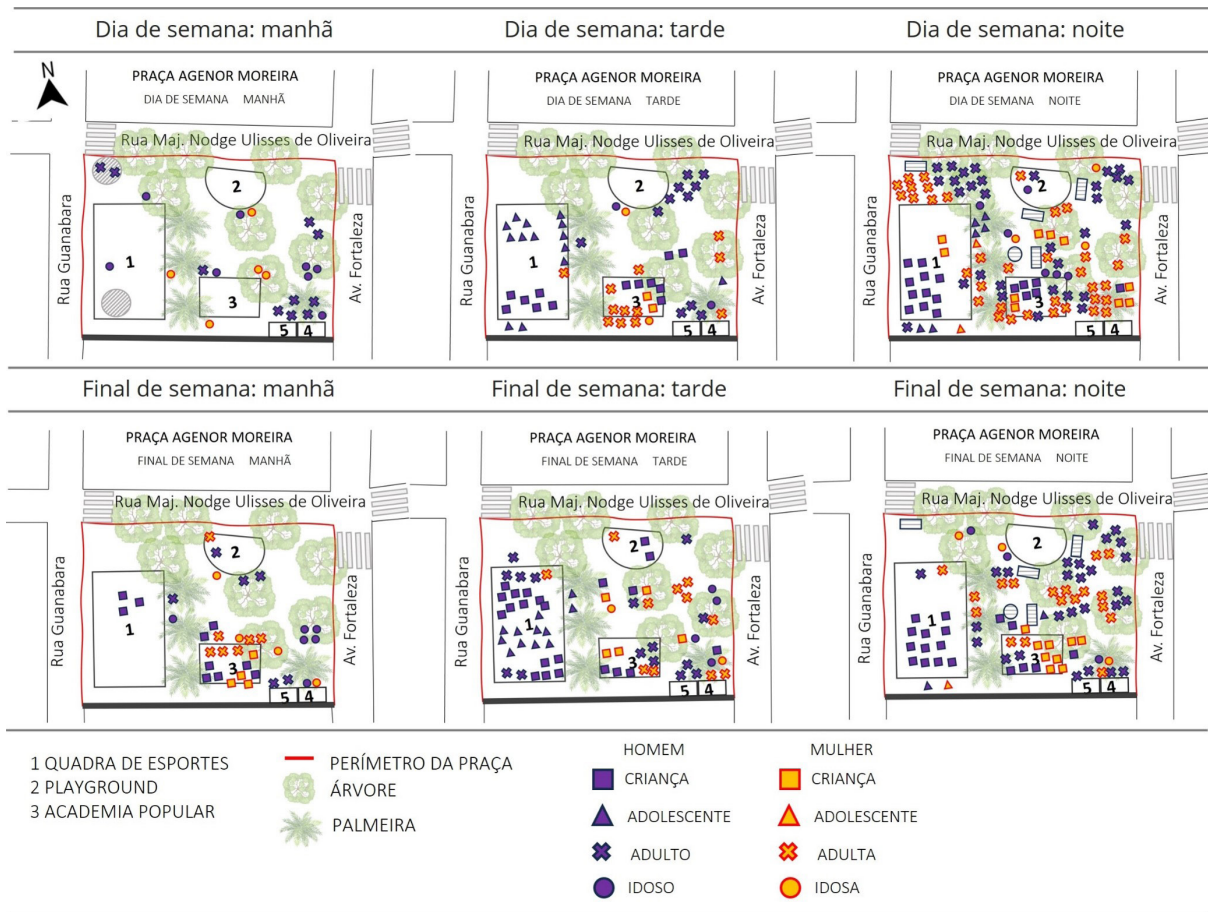 Dia de semana: manhã
Dia de semana: tarde
Dia de semana: noite
N
PRAÇA AGENOR MOREIRA
DIA DE SEMANA MANHÃ
Rua Maj. Nodge Ulisses de Oliveira
Rua Guanabara
Av. Fortaleza
2
1
3
5 4
PRAÇA AGENOR MOREIRA
DIA DE SEMANA TARDE
Rua Maj. Nodge Ulisses de Oliveira
Rua Guanabara
Av. Fortaleza
2
1
3
5 4
PRAÇA AGENOR MOREIRA
DIA DE SEMANA NOITE
Rua Maj. Nodge Ulisses de Oliveira
Rua Guanabara
Av. Fortaleza
2
1
3
5 4
Final de semana: manhã
Final de semana: tarde
Final de semana: noite
PRAÇA AGENOR MOREIRA
FINAL DE SEMANA MANHÃ
Rua Maj. Nodge Ulisses de Oliveira
Rua Guanabara
Av. Fortaleza
2
1
3
5 4
PRAÇA AGENOR MOREIRA
FINAL DE SEMANA TARDE
Rua Maj. Nodge Ulisses de Oliveira
Rua Guanabara
Av. Fortaleza
2
1
3
5 4
PRAÇA AGENOR MOREIRA
FINAL DE SEMANA NOITE
Rua Maj. Nodge Ulisses de Oliveira
Rua Guanabara
Av. Fortaleza
2
1
3
5 4
1 QUADRA DE ESPORTES
2 PLAYGROUND
3 ACADEMIA POPULAR
PERÍMETRO DA PRAÇA
ÁRVORE
PALMEIRA
HOMEM
CRIANÇA
ADOLESCENTE
ADULTO
IDOSO
MULHER
CRIANÇA
ADOLESCENTE
ADULTA
IDOSA